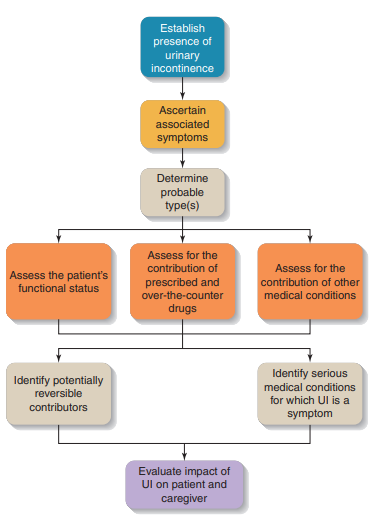 Establish
presence of
urinary
incontinence
Ascertain
associated
symptoms
Determine
probable
type(s)
Assess the patient's
functional status
Assess for the
contribution of
prescribed and
over-the-counter
drugs
Assess for the
contribution of other
medical conditions
Identify potentially
reversible
contributors
Identify serious
medical conditions
for which UI is a
symptom
Evaluate impact of
UI on patient and
caregiver